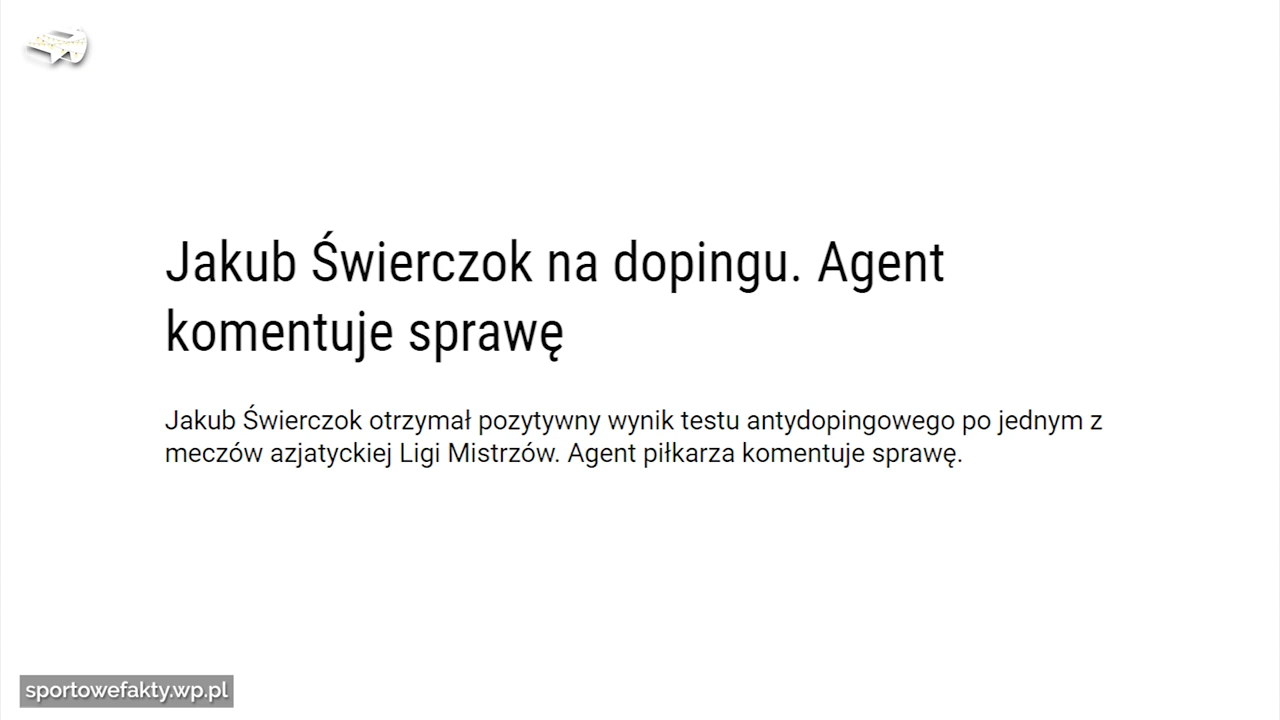 Jakub Świerczok na dopingu. Agent
komentuje sprawę
Jakub Świerczok otrzymał pozytywny wynik testu antydopingowego po jednym z
meczów azjatyckiej Ligi Mistrzów. Agent piłkarza komentuje sprawę.
sportowefakty.wp.pl